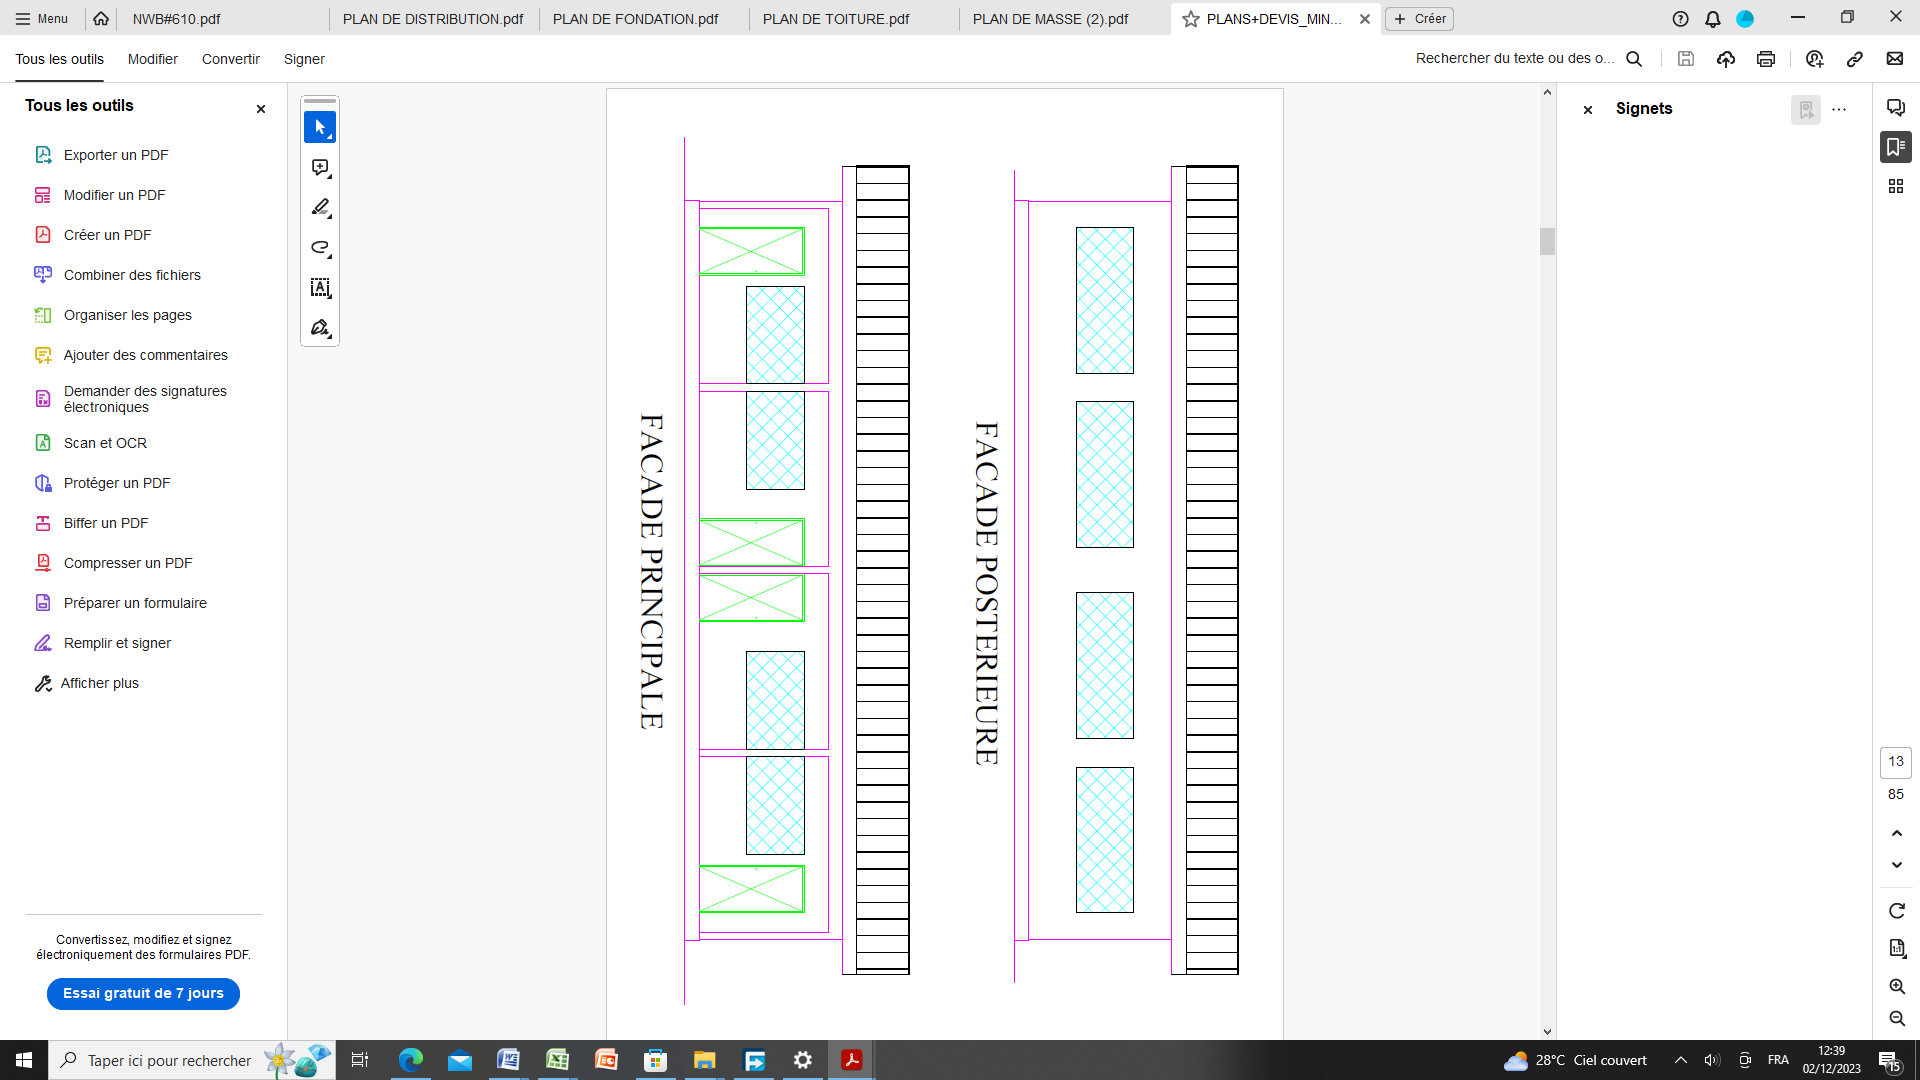 Menu
NWB#610.pdf
PLAN DE DISTRIBUTION.pdf
PLAN DE FONDATION.pdf
PLAN DE TOITURE.pdf
PLAN DE MASSE (2).pdf
PLANS+DEVIS_MIN...
Créer
Tous les outils
Modifier
Convertir
Signer
Rechercher du texte ou des o...
Tous les outils
Exporter un PDF
Modifier un PDF
Créer un PDF
Combiner des fichiers
Organiser les pages
Ajouter des commentaires
Demander des signatures
électroniques
Scan et OCR
Protéger un PDF
Biffer un PDF
Compresser un PDF
Préparer un formulaire
Remplir et signer
Afficher plus
Convertissez, modifiez et signez
électroniquement des formulaires PDF.
Essai gratuit de 7 jours
FACADE PRINCIPALE
FACADE POSTERIEURE
Signets
13
85
Taper ici pour rechercher
28°C Ciel couvert
FRA
12:39
02/12/2023
15